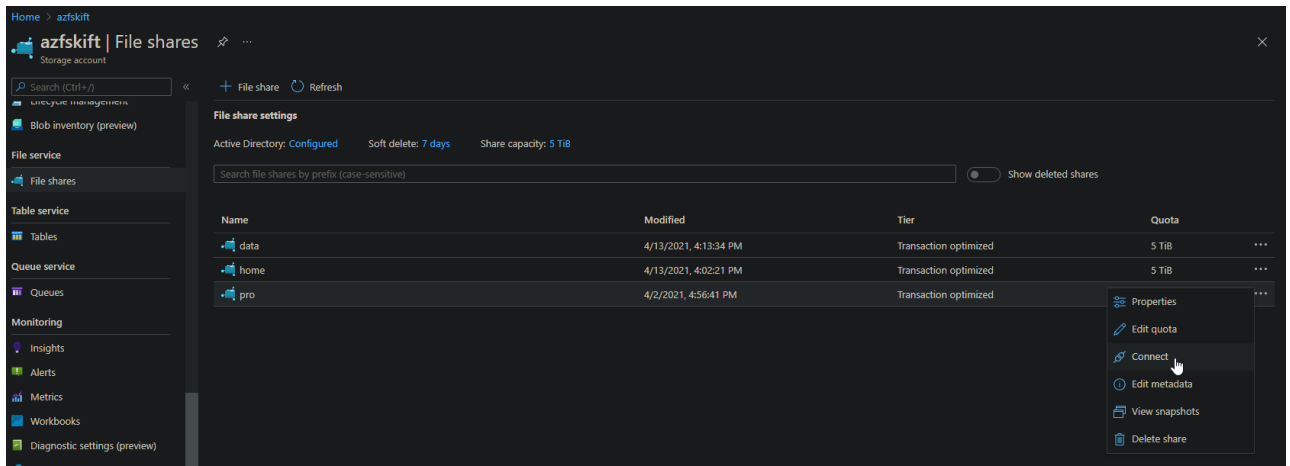 Home > azfskift
azfskift | File shares
Storage account
Search (Ctrl+/)
+ File share Refresh
Lifecycle management
Blob inventory (preview)
File service
File shares
Table service
Tables
Queue service
Queues
Monitoring
Insights
Alerts
Metrics
Workbooks
Diagnostic settings (preview)
File share settings
Active Directory: Configured Soft delete: 7 days Share capacity: 5 TiB
Search file shares by prefix (case-sensitive)
Show deleted shares
Name Modified Tier Quota
data 4/13/2021, 4:13:34 PM Transaction optimized 5 TiB
home 4/13/2021, 4:02:21 PM Transaction optimized 5 TiB
pro 4/2/2021, 4:56:41 PM Transaction optimized
Properties
Edit quota
Connect
Edit metadata
View snapshots
Delete share